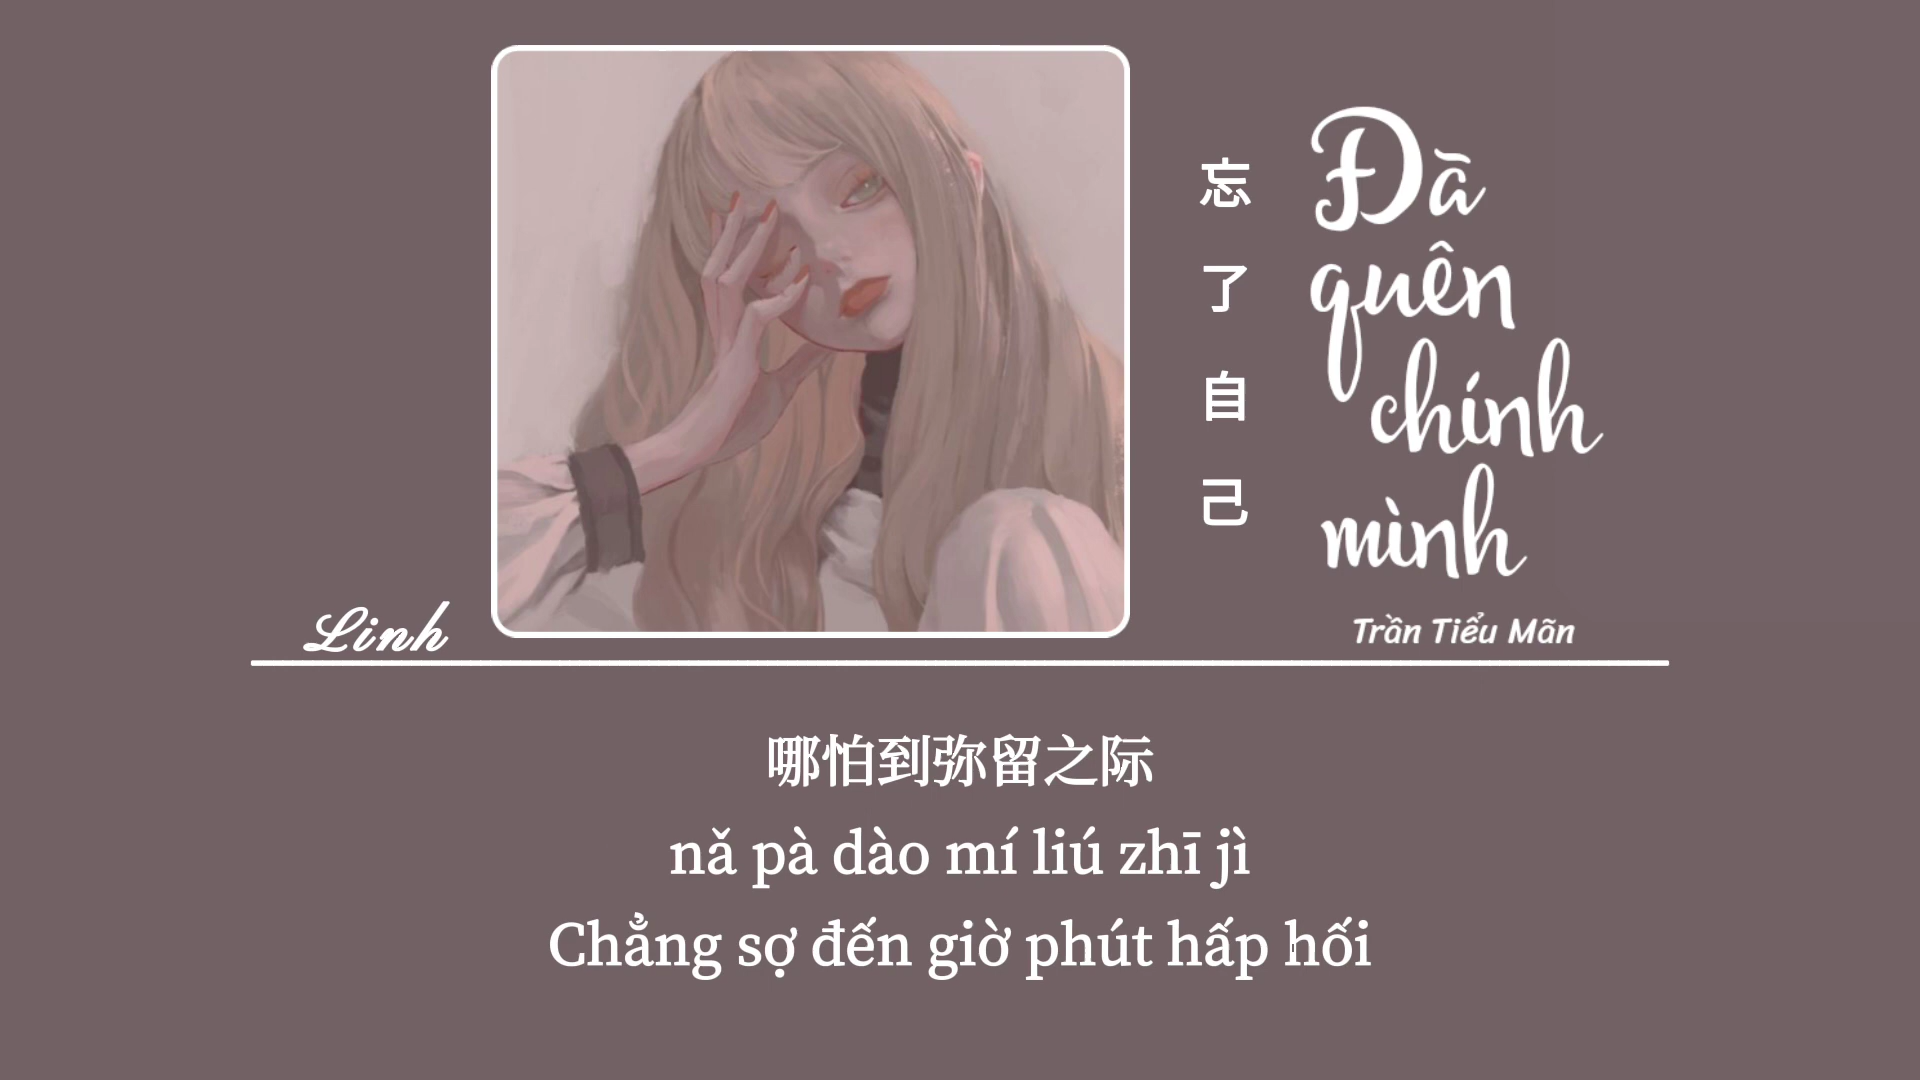 忘了自己
Đã
quên
chính
mình
Trần Tiểu Mãn
Linh
哪怕到弥留之际
nǎ pà dào mí liú zhī jì
Chẳng sợ đến giờ phút hấp hối